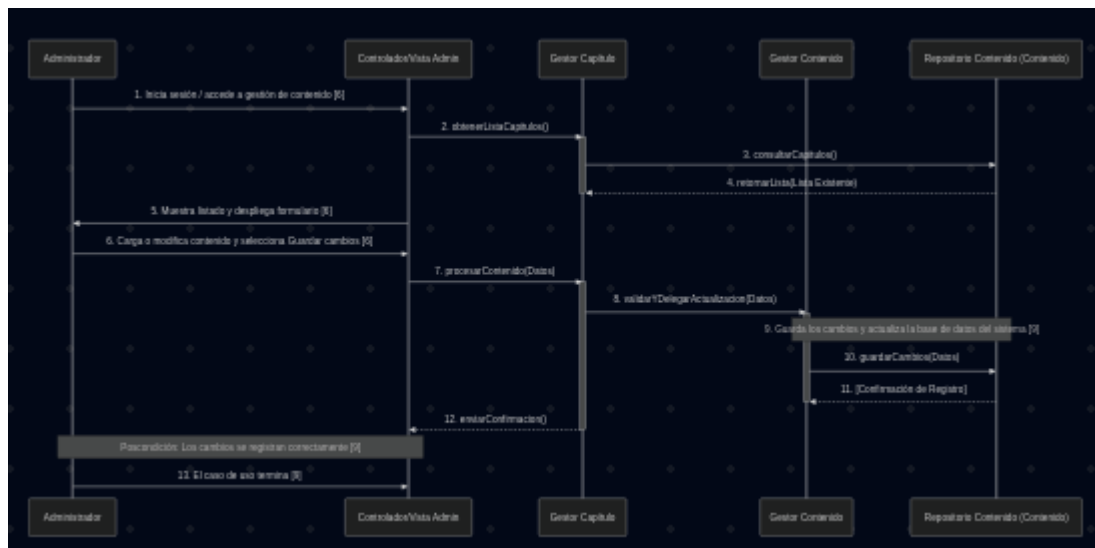 Administrador
Controlador/Vista Admin
Gestor Capítulo
Gestor Contenido
Repositorio Contenido (Contenido)
1. Inicia sesión / accede a gestión de contenido [6]
2. obtenerListaCapitulos()
3. consultarCapitulos()
4. retornarLista(Lista Existente)
5. Muestra listado y despliega formulario [6]
6. Carga o modifica contenido y selecciona Guardar cambios [6]
7. procesarContenido(Datos)
8. validarYDelegarActualizacion(Datos)
9. Guarda los cambios y actualiza la base de datos del sistema [9]
10. guardarCambios(Datos)
11. [Confirmación de Registro]
12. enviarConfirmacion()
Poscondición: Los cambios se registran correctamente [9]
13. El caso de uso termina [9]
Administrador
Controlador/Vista Admin
Gestor Capítulo
Gestor Contenido
Repositorio Contenido (Contenido)